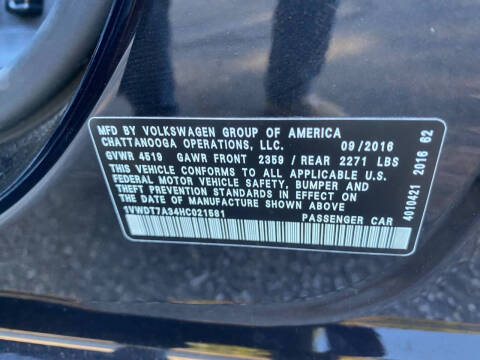 MFD BY VOLKSWAGEN GROUP OF AMERICA
CHATTANOOGA OPERATIONS, LLC. 09/2016
GVWR 4519 GAWR FRONT 2359 / REAR 2271 LBS
THIS VEHICLE CONFORMS TO ALL APPLICABLE U.S.
FEDERAL MOTOR VEHICLE SAFETY, BUMPER AND
THEFT PREVENTION STANDARDS IN EFFECT ON
THE DATE OF MANUFACTURE SHOWN ABOVE
1VWDT7A34HC021581 PASSENGER CAR
4010421 2016 62